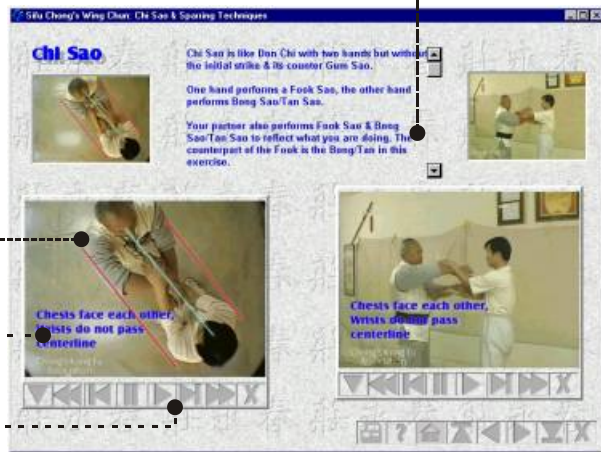 Sifu Chong's Wing Chun: Chi Sao & Sparring Techniques
Chi Sao
Chi Sao is like Don Chi with two hands but without
the initial strike & its counter Gum Sao.
One hand performs a Fook Sao, the other hand
performs Bong Sao/Tan Sao.
Your partner also performs Fook Sao & Bong
Sao/Tan Sao to reflect what you are doing. The
counterpart of the Fook is the Bong/Tan in this
exercise.
Chests face each other,
Wrists do not pass
centerline
Chests face each other,
Wrists do not pass
centerline